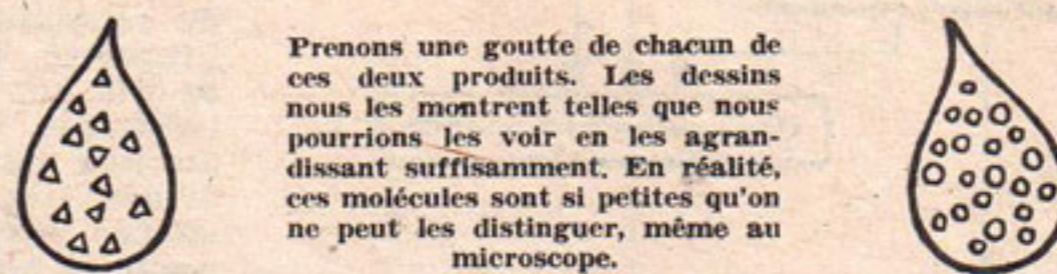 Prenons une goutte de chacun de
ces deux produits. Les dessins
nous les montrent telles que nous
pourrions les voir en les agran-
dissant suffisamment. En réalité,
ces molécules sont si petites qu'on
ne peut les distinguer, même au
microscope.